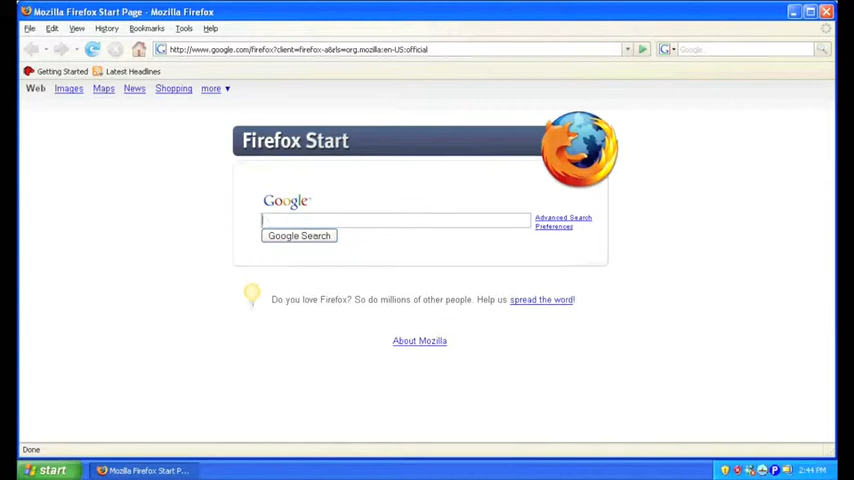 Mozilla Firefox Start Page - Mozilla Firefox
File Edit View History Bookmarks Tools Help
http://www.google.com/firefox?client=firefox-a&rls=org.mozilla:en-US:official
Google
Getting Started Latest Headlines
Web Images Maps News Shopping more ▼
Firefox Start
Google™
Advanced Search
Preferences
Google Search
Do you love Firefox? So do millions of other people. Help us spread the word!
About Mozilla
Done
start Mozilla Firefox Start P... 2:44 PM